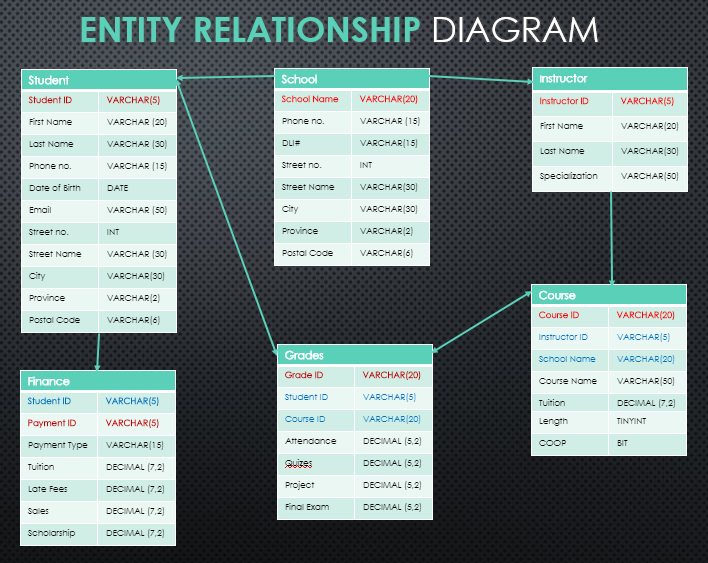 ENTITY RELATIONSHIP DIAGRAM
Student
Student ID VARCHAR(5)
First Name VARCHAR (20)
Last Name VARCHAR (30)
Phone no. VARCHAR (15)
Date of Birth DATE
Email VARCHAR (50)
Street no. INT
Street Name VARCHAR (30)
City VARCHAR(30)
Province VARCHAR(2)
Postal Code VARCHAR(6)
School
School Name VARCHAR(20)
Phone no. VARCHAR (15)
DLI# VARCHAR(15)
Street no. INT
Street Name VARCHAR(30)
City VARCHAR(30)
Province VARCHAR(2)
Postal Code VARCHAR(6)
Instructor
Instructor ID VARCHAR(5)
First Name VARCHAR(20)
Last Name VARCHAR(30)
Specialization VARCHAR(50)
Finance
Student ID VARCHAR(5)
Payment ID VARCHAR(5)
Payment Type VARCHAR(15)
Tuition DECIMAL (7,2)
Late Fees DECIMAL (7,2)
Sales DECIMAL (7,2)
Scholarship DECIMAL (7,2)
Grades
Grade ID VARCHAR(20)
Student ID VARCHAR(5)
Course ID VARCHAR(20)
Attendance DECIMAL (5,2)
Quizes DECIMAL (5,2)
Project DECIMAL (5,2)
Final Exam DECIMAL (5,2)
Course
Course ID VARCHAR(20)
Instructor ID VARCHAR(5)
School Name VARCHAR(20)
Course Name VARCHAR(50)
Tuition DECIMAL (7,2)
Length TINYINT
COOP BIT